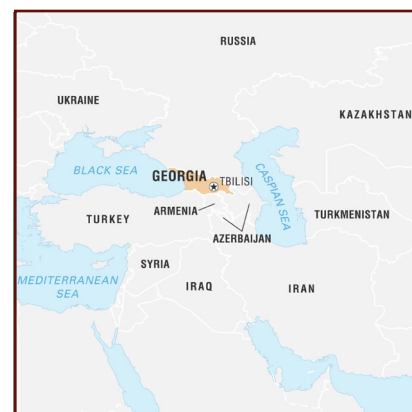 RUSSIA
UKRAINE
KAZAKHSTAN
BLACK SEA
GEORGIA
TBILISI
CASPIAN SEA
ARMENIA
TURKEY
TURKMENISTAN
AZERBAIJAN
SYRIA
MEDITERRANEAN
SEA
IRAQ
IRAN